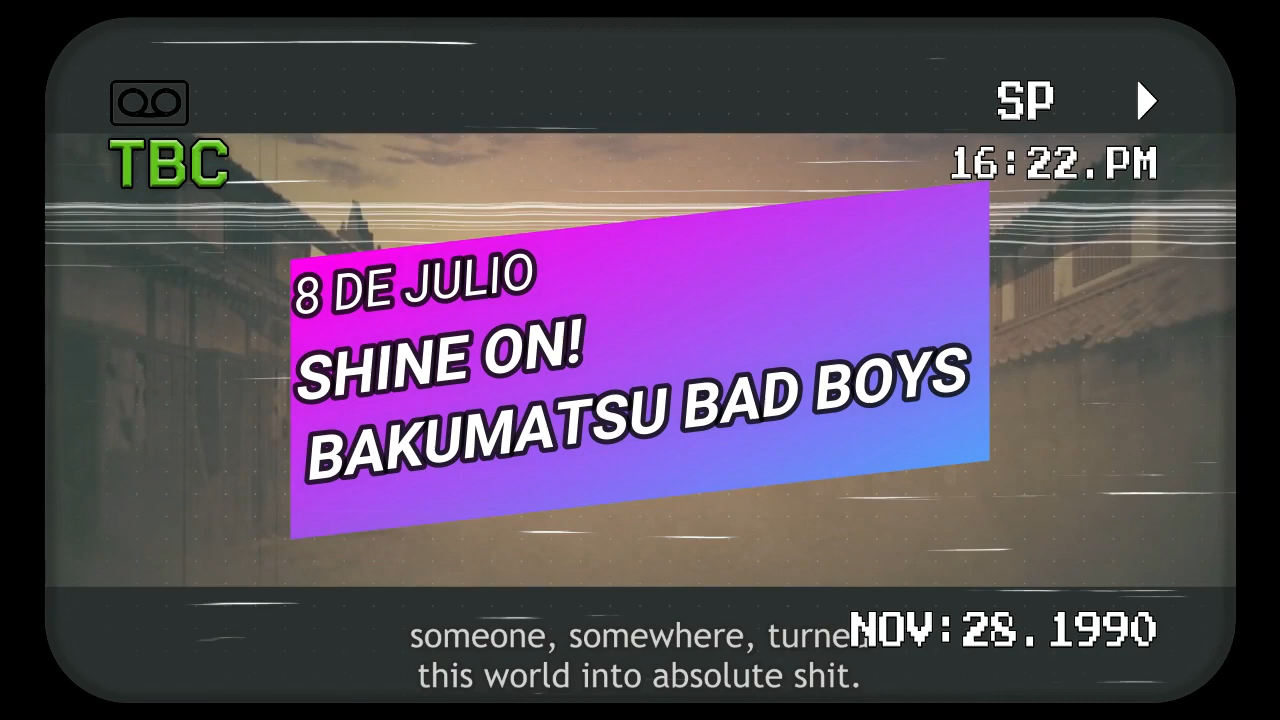 SP
TBC
16:22.PM
8 DE JULIO
SHINE ON!
BAKUMATSU BAD BOYS
someone, somewhere, turne
NOV:28.1990
this world into absolute shit.